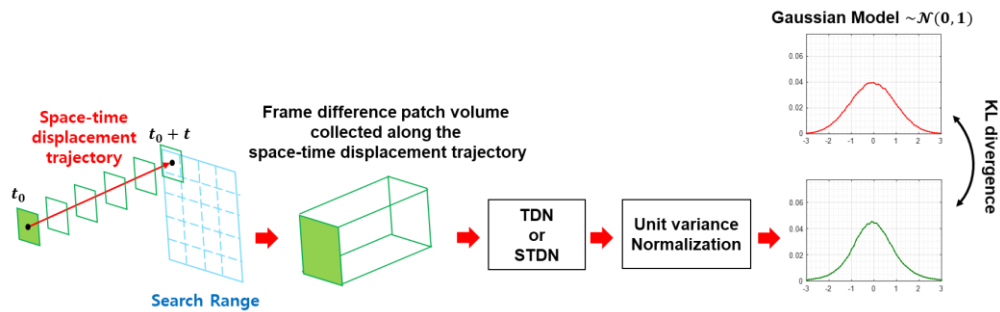 Gaussian Model ~𝒩(0, 1)
0.06
0.04
0.02
0
-3 -2 -1 0 1 2 3
KL divergence
Space-time
displacement
trajectory
t₀ + t
t₀
Search Range
Frame difference patch volume
collected along the
space-time displacement trajectory
TDN
or
STDN
Unit variance
Normalization
0.06
0.04
0.02
0
-3 -2 -1 0 1 2 3